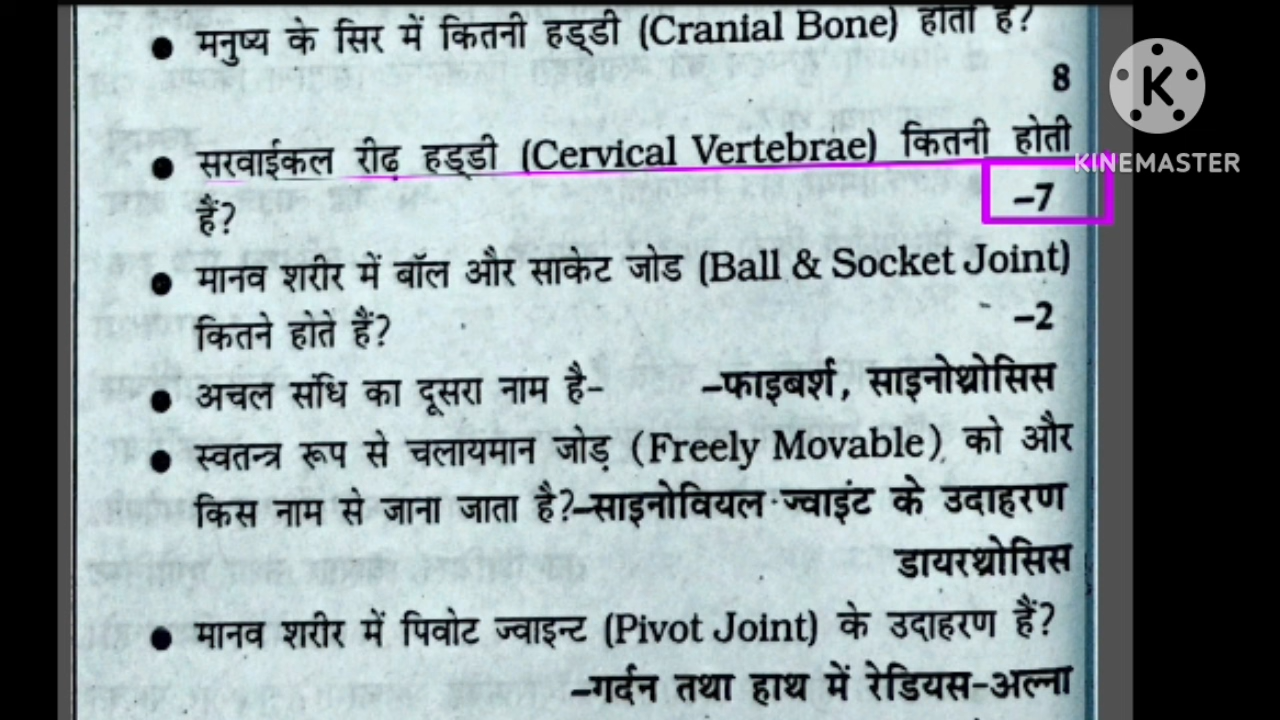 ● मनुष्य के सिर में कितनी हड्डी (Cranial Bone) होती है?
8
● सरवाईकल रीढ़ हड्डी (Cervical Vertebrae) कितनी होती
हैं?
–7
● मानव शरीर में बॉल और साकेट जोड (Ball & Socket Joint)
कितने होते हैं?
–2
● अचल संधि का दूसरा नाम है– –फाइबर्श, साइनोथ्रोसिस
● स्वतन्त्र रूप से चलायमान जोड़ (Freely Movable) को और
किस नाम से जाना जाता है?–साइनोवियल ज्वाइंट के उदाहरण
डायरथ्रोसिस
● मानव शरीर में पिवोट ज्वाइन्ट (Pivot Joint) के उदाहरण हैं?
–गर्दन तथा हाथ में रेडियस-अल्ना
K
KINEMASTER